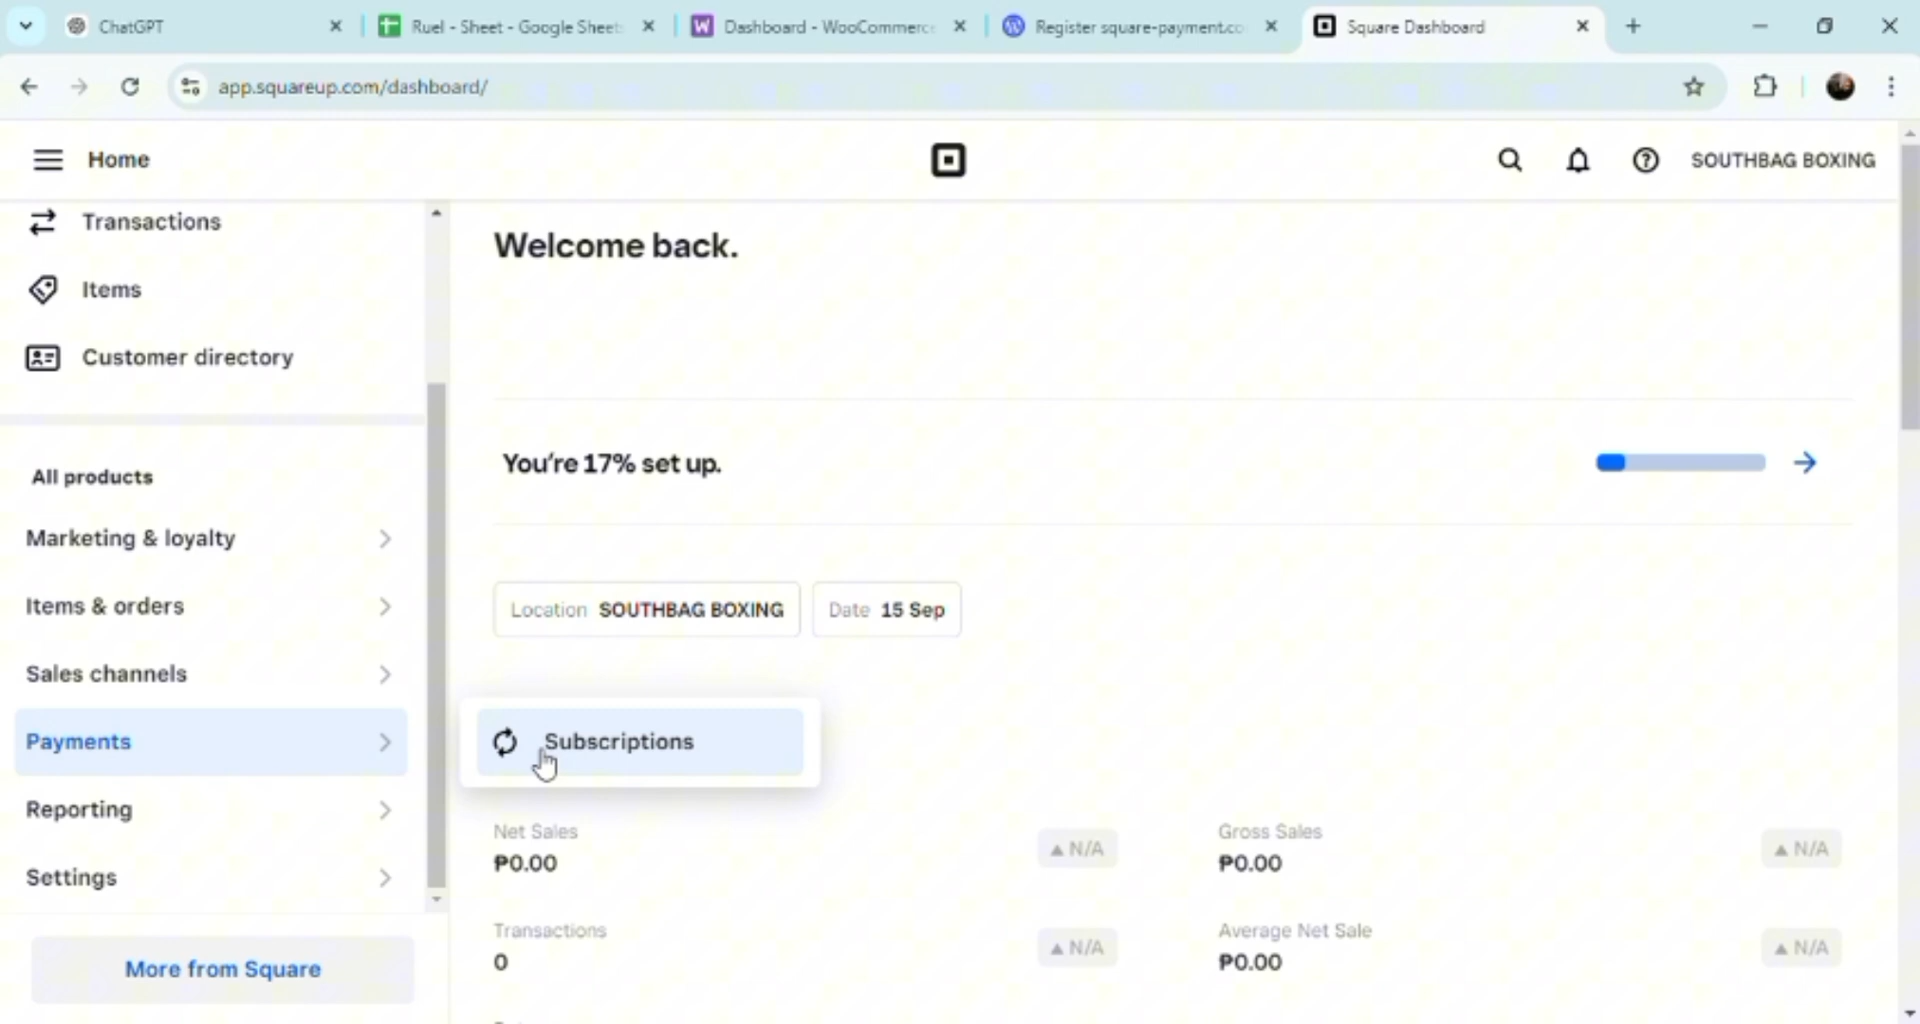 ChatGPT
Ruel - Sheet - Google Sheets
Dashboard - WooCommerce
Register square-payment.co
Square Dashboard
app.squareup.com/dashboard/
Home
SOUTHBAG BOXING
Transactions
Items
Customer directory
All products
Marketing & loyalty
Items & orders
Sales channels
Payments
Reporting
Settings
More from Square
Welcome back.
You're 17% set up.
Location SOUTHBAG BOXING
Date 15 Sep
Subscriptions
Net Sales
₱0.00
N/A
Gross Sales
₱0.00
N/A
Transactions
0
N/A
Average Net Sale
₱0.00
N/A